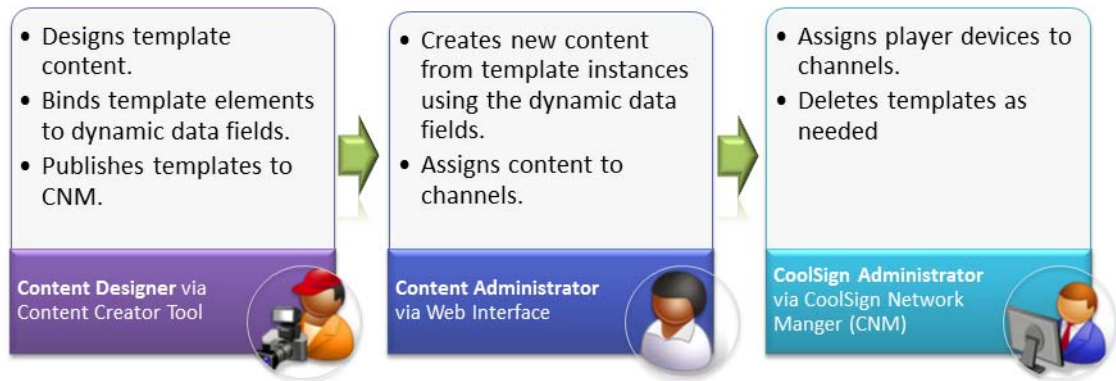 • Designs template
content.
• Binds template elements
to dynamic data fields.
• Publishes templates to
CNM.
Content Designer via
Content Creator Tool
• Creates new content
from template instances
using the dynamic data
fields.
• Assigns content to
channels.
Content Administrator
via Web Interface
• Assigns player devices to
channels.
• Deletes templates as
needed
CoolSign Administrator
via CoolSign Network
Manger (CNM)